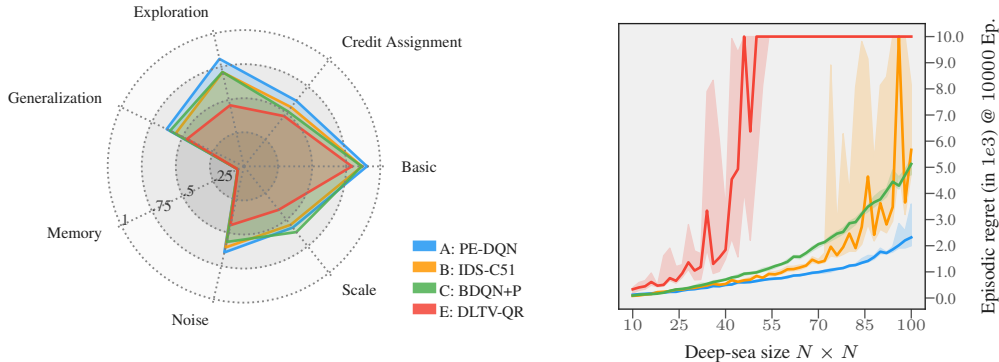 Exploration
Credit Assignment
Generalization
Basic
.25
.5
.75
1
Memory
Noise
Scale
A: PE-DQN
B: IDS-C51
C: BDQN+P
E: DLTV-QR
10.0
9.0
8.0
7.0
6.0
5.0
4.0
3.0
2.0
1.0
0.0
10 25 40 55 70 85 100
Deep-sea size N × N
Episodic regret (in 1e3) @ 10000 Ep.